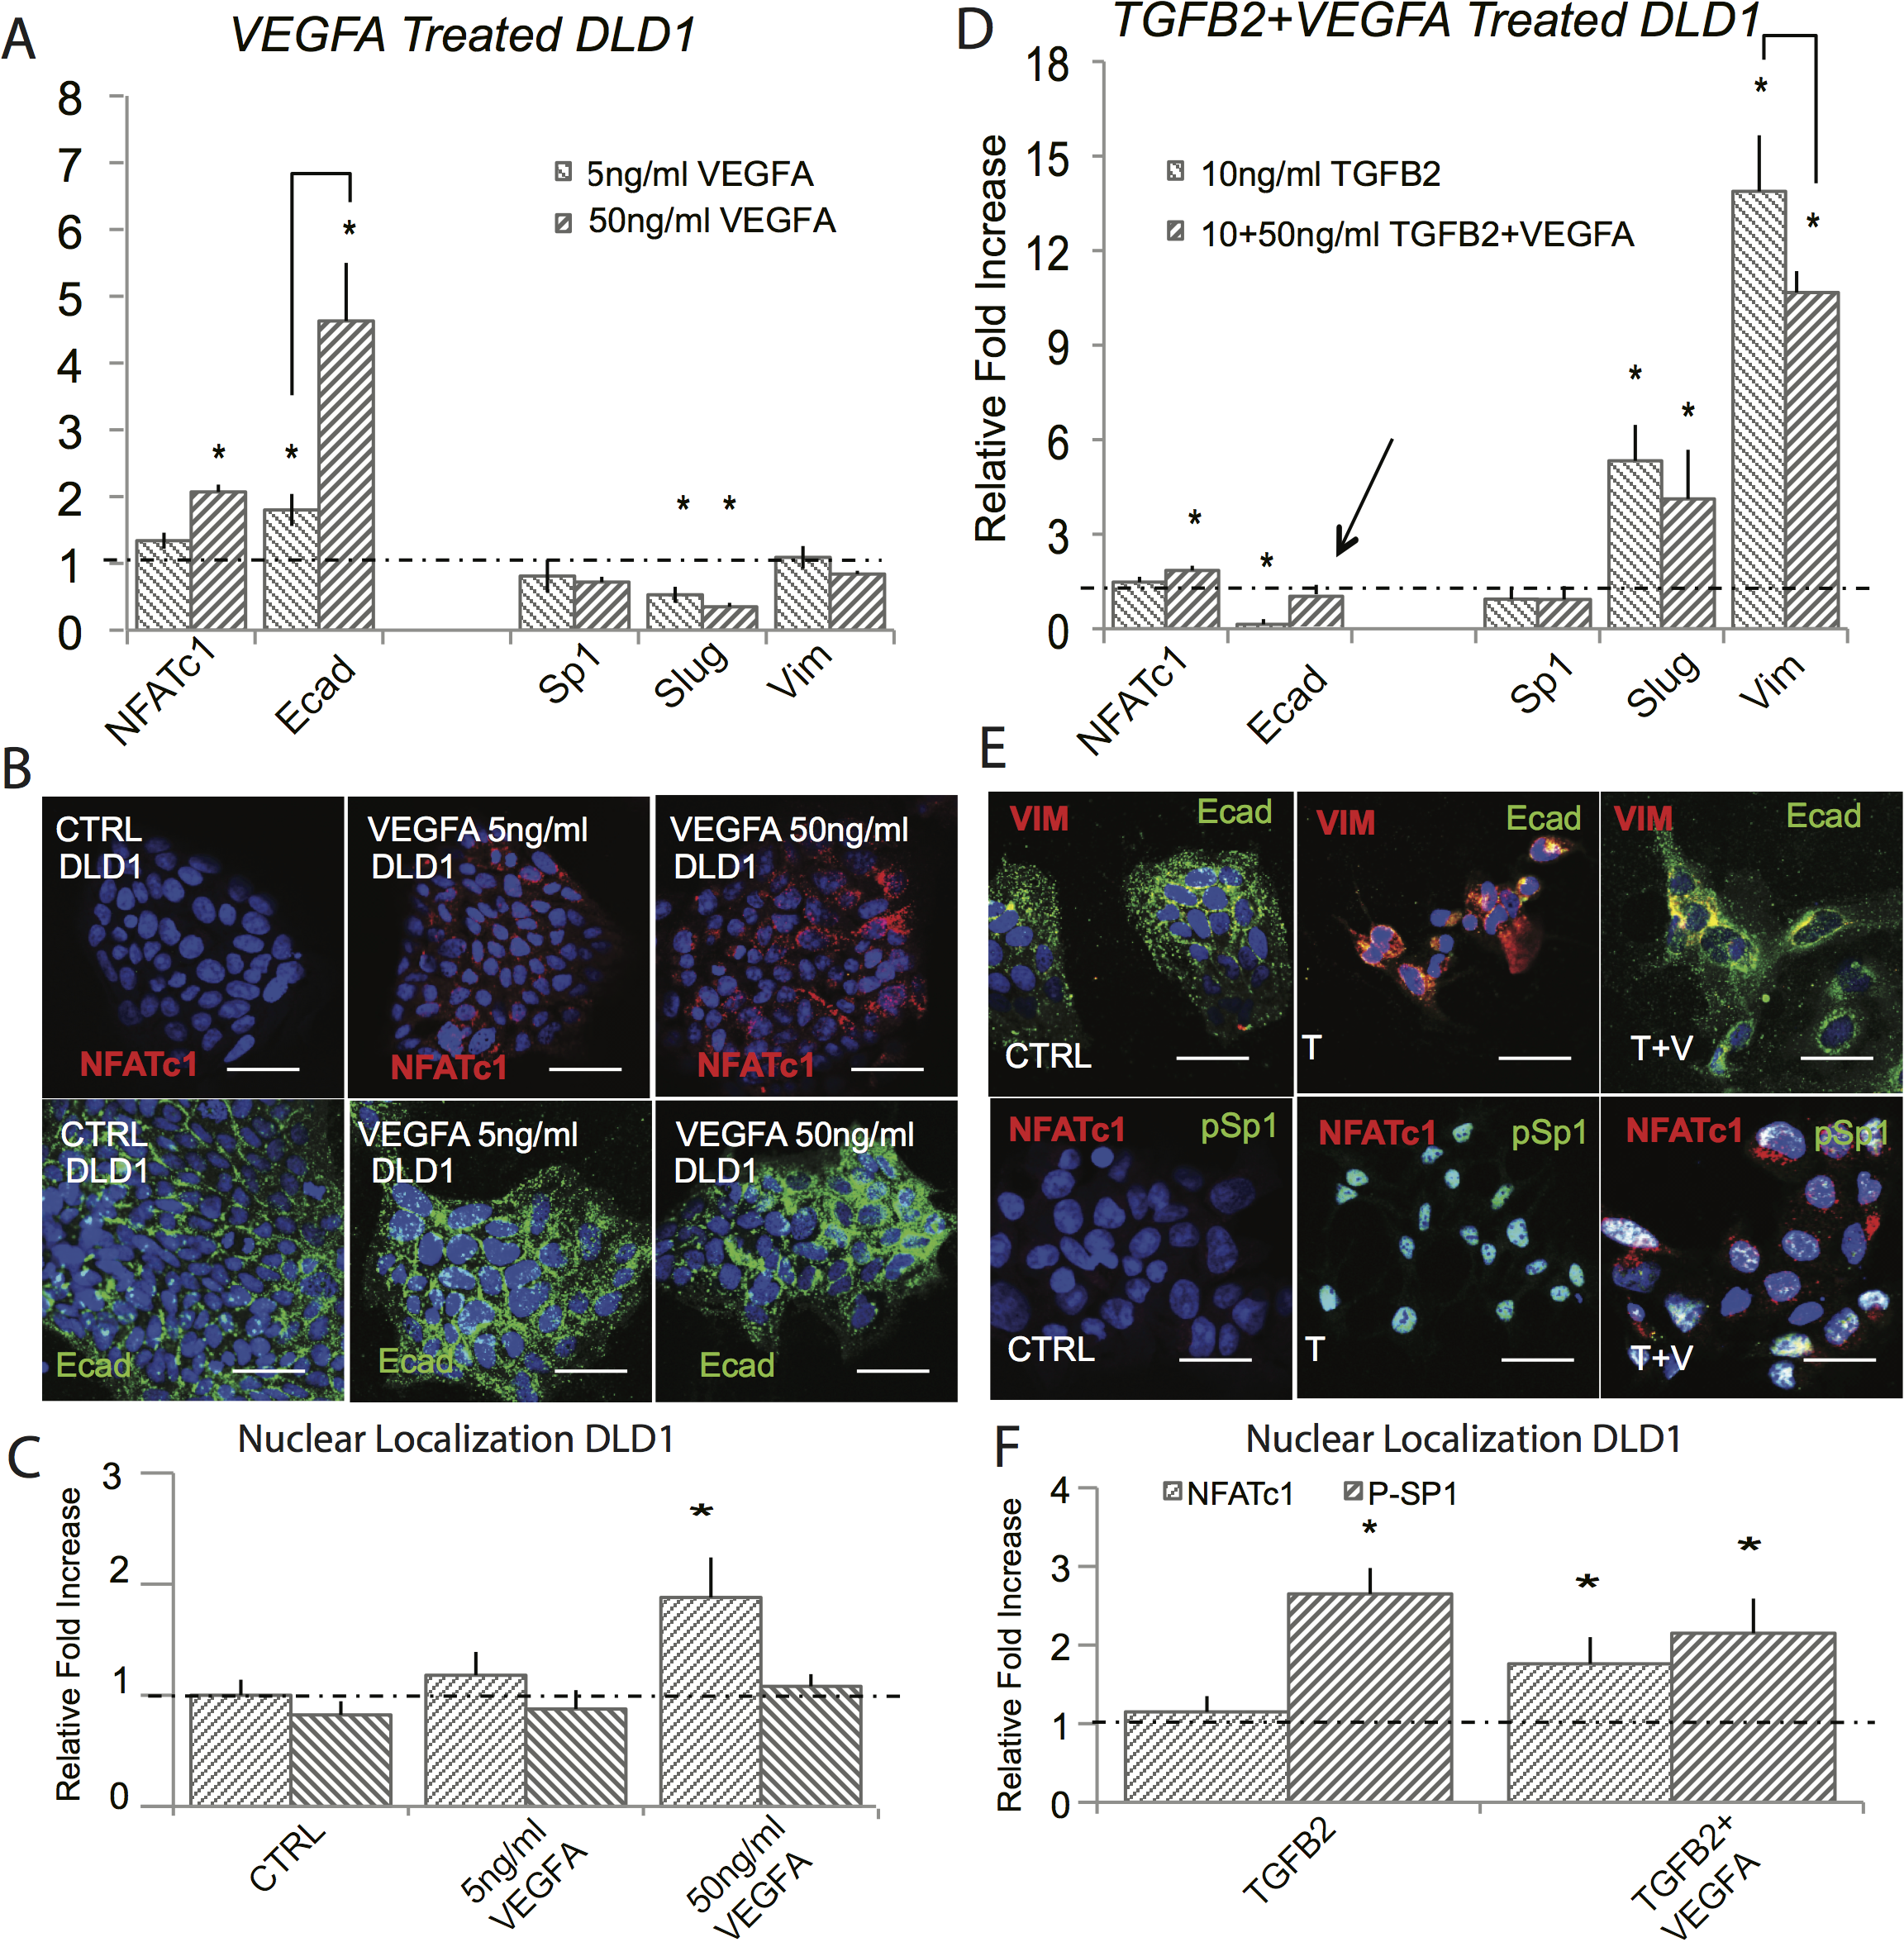 A
VEGFA Treated DLD1
8
7
6
5
4
3
2
1
0
5ng/ml VEGFA
50ng/ml VEGFA
*
*
*
*
*
NFATc1
Ecad
Sp1
Slug
Vim
D
TGFB2+VEGFA Treated DLD1
Relative Fold Increase
18
15
12
9
6
3
0
10ng/ml TGFB2
10+50ng/ml TGFB2+VEGFA
*
*
*
*
*
*
NFATc1
Ecad
Sp1
Slug
Vim
B
CTRL
DLD1
NFATc1
VEGFA 5ng/ml
DLD1
NFATc1
VEGFA 50ng/ml
DLD1
NFATc1
CTRL
DLD1
Ecad
VEGFA 5ng/ml
DLD1
Ecad
VEGFA 50ng/ml
DLD1
Ecad
E
VIM Ecad
CTRL
VIM Ecad
T
VIM Ecad
T+V
NFATc1 pSp1
CTRL
NFATc1 pSp1
T
NFATc1 pSp1
T+V
C
Nuclear Localization DLD1
Relative Fold Increase
3
2
1
0
*
CTRL
5ng/ml
VEGFA
50ng/ml
VEGFA
F
Nuclear Localization DLD1
Relative Fold Increase
4
3
2
1
0
NFATc1 P-SP1
*
*
*
TGFB2
TGFB2+
VEGFA